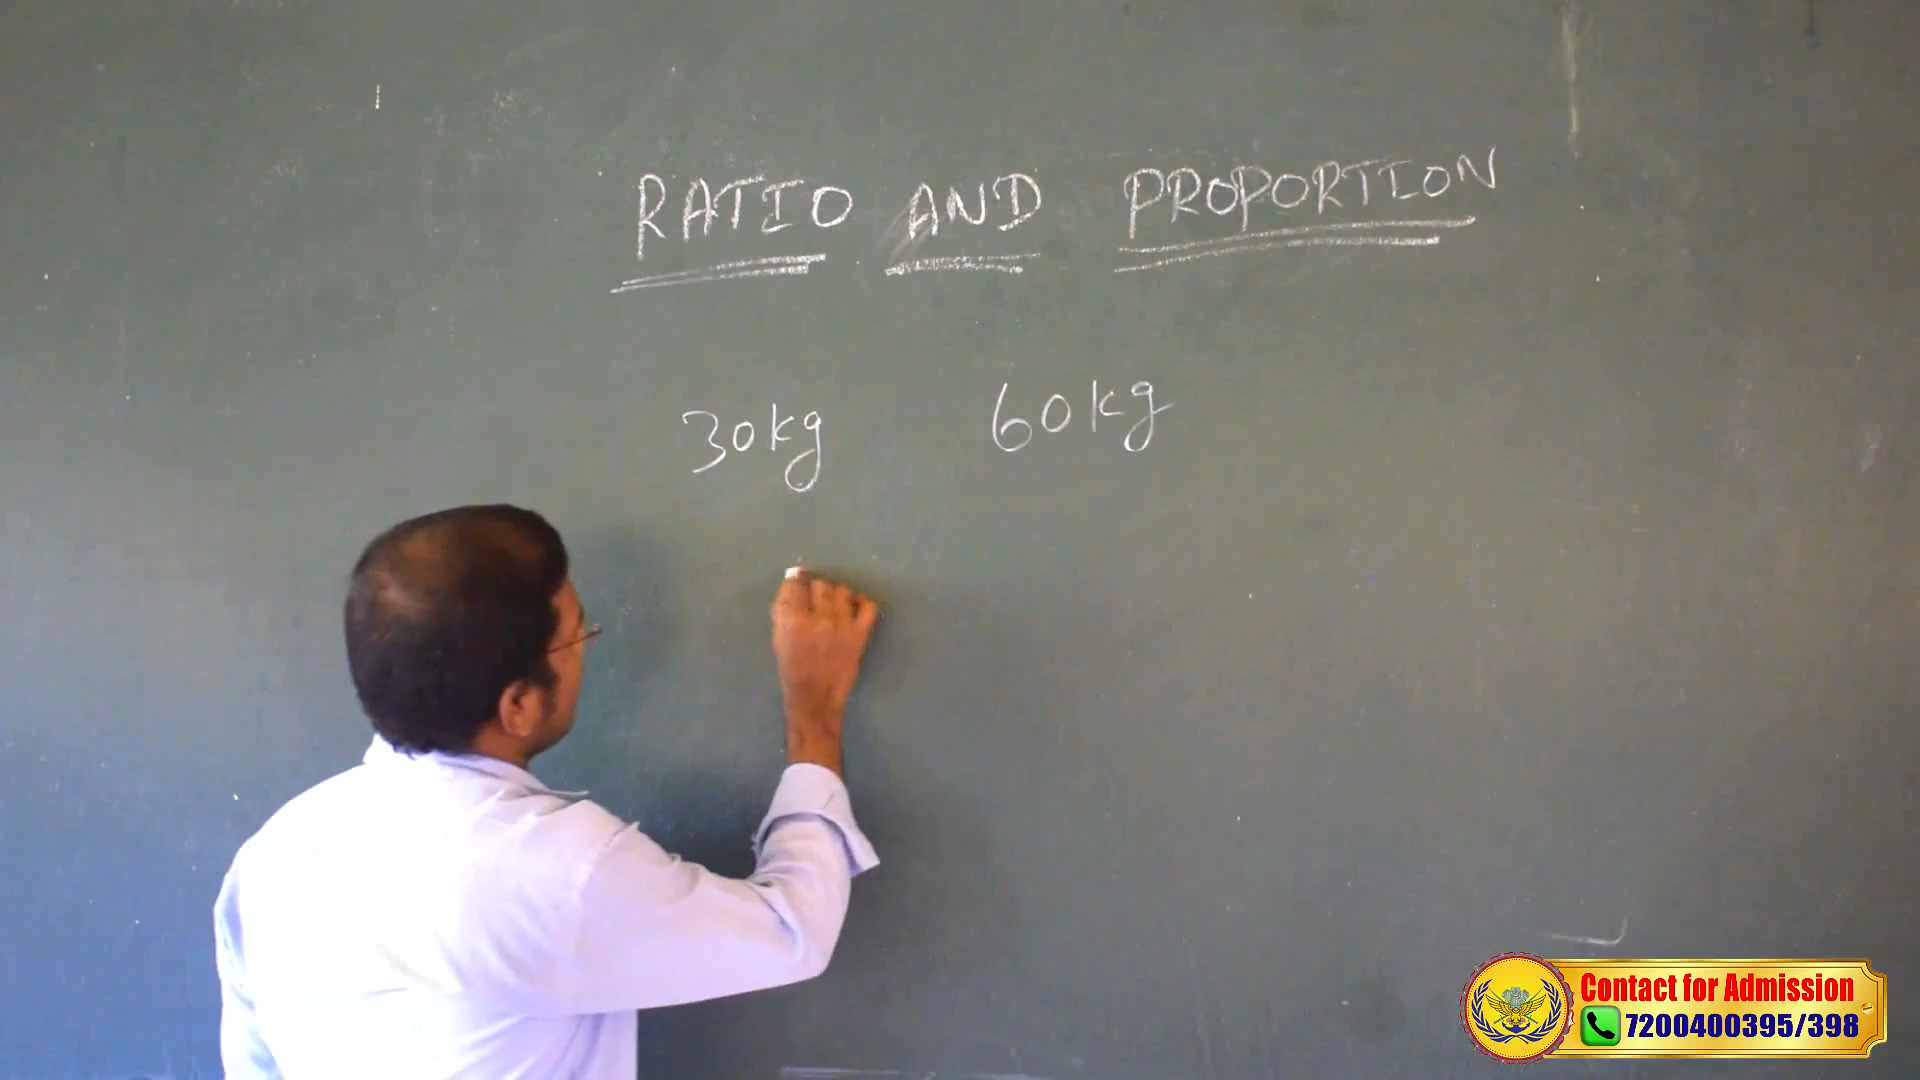 RATIO AND PROPORTION
30kg 60kg
Contact for Admission
7200400395/398